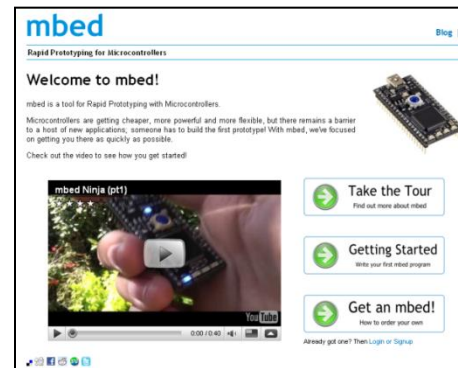 mbed
Blog
Rapid Prototyping for Microcontrollers
Welcome to mbed!
mbed is a tool for Rapid Prototyping with Microcontrollers.
Microcontrollers are getting cheaper, more powerful and more flexible, but there remains a barrier
to a host of new applications; someone has to build the first prototype! With mbed, we've focused
on getting you there as quickly as possible.
Check out the video to see how you get started!
mbed Ninja (pt1)
YouTube
0:00 / 0:40
Take the Tour
Find out more about mbed
Getting Started
Write your first mbed program
Get an mbed!
How to order your own
Already got one? Then Login or Signup